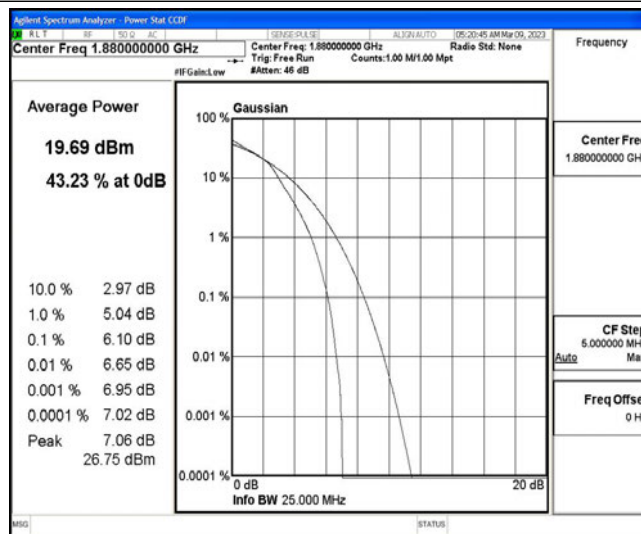 Agilent Spectrum Analyzer - Power Stat CCDF
RLT RF 50 Ω AC SENSE:PULSE ALIGN AUTO 05:20:45 AM Mar 09, 2023
Center Freq 1.880000000 GHz
Center Freq: 1.880000000 GHz Radio Std: None
Trig: Free Run Counts:1.00 M/1.00 Mpt
#IFGain:Low #Atten: 46 dB
Frequency
Average Power
19.69 dBm
43.23 % at 0dB
10.0 % 2.97 dB
1.0 % 5.04 dB
0.1 % 6.10 dB
0.01 % 6.65 dB
0.001 % 6.95 dB
0.0001 % 7.02 dB
Peak 7.06 dB
26.75 dBm
Gaussian
100 %
10 %
1 %
0.1 %
0.01 %
0.001 %
0.0001 %
0 dB 20 dB
Info BW 25.000 MHz
Center Fre
1.880000000 GH
CF Ste
5.000000 MH
Auto Ma
Freq Offse
0 H
MSG STATUS